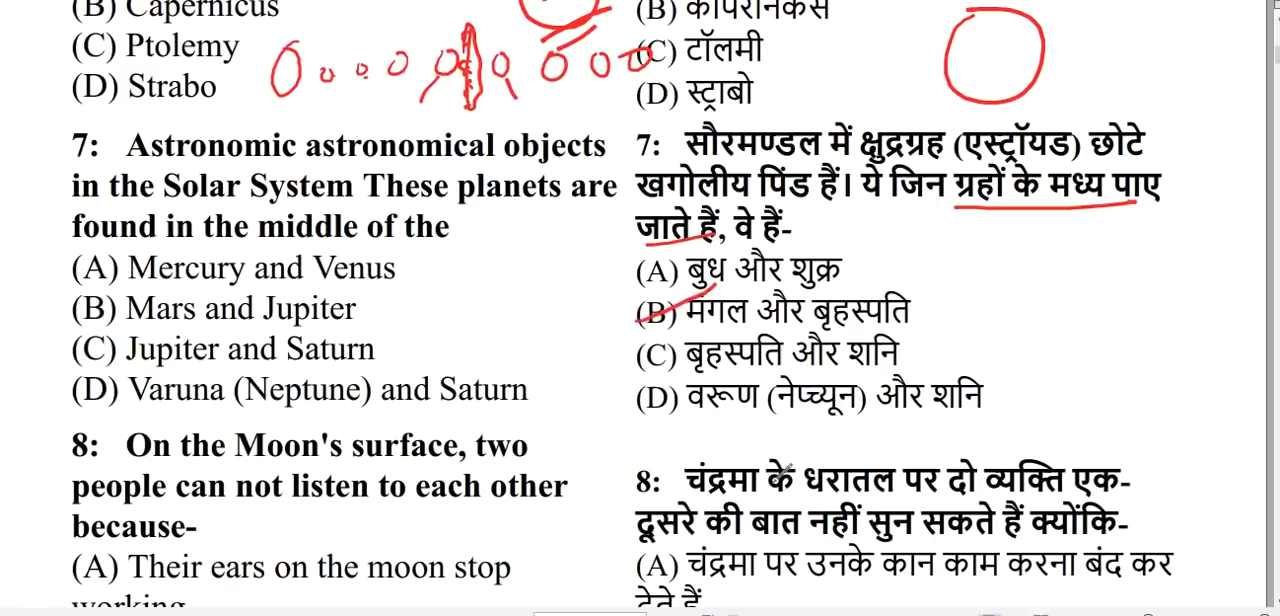 (B) Capernicus
(C) Ptolemy
(D) Strabo
7: Astronomic astronomical objects
in the Solar System These planets are
found in the middle of the
(A) Mercury and Venus
(B) Mars and Jupiter
(C) Jupiter and Saturn
(D) Varuna (Neptune) and Saturn
8: On the Moon's surface, two
people can not listen to each other
because-
(A) Their ears on the moon stop
working
(B) कॉपरनिकस
(C) टॉलमी
(D) स्ट्राबो
7: सौरमण्डल में क्षुद्रग्रह (एस्ट्रॉयड) छोटे
खगोलीय पिंड हैं। ये जिन ग्रहों के मध्य पाए
जाते हैं, वे हैं-
(A) बुध और शुक्र
(B) मंगल और बृहस्पति
(C) बृहस्पति और शनि
(D) वरूण (नेप्च्यून) और शनि
8: चंद्रमा के धरातल पर दो व्यक्ति एक-
दूसरे की बात नहीं सुन सकते हैं क्योंकि-
(A) चंद्रमा पर उनके कान काम करना बंद कर
देते हैं